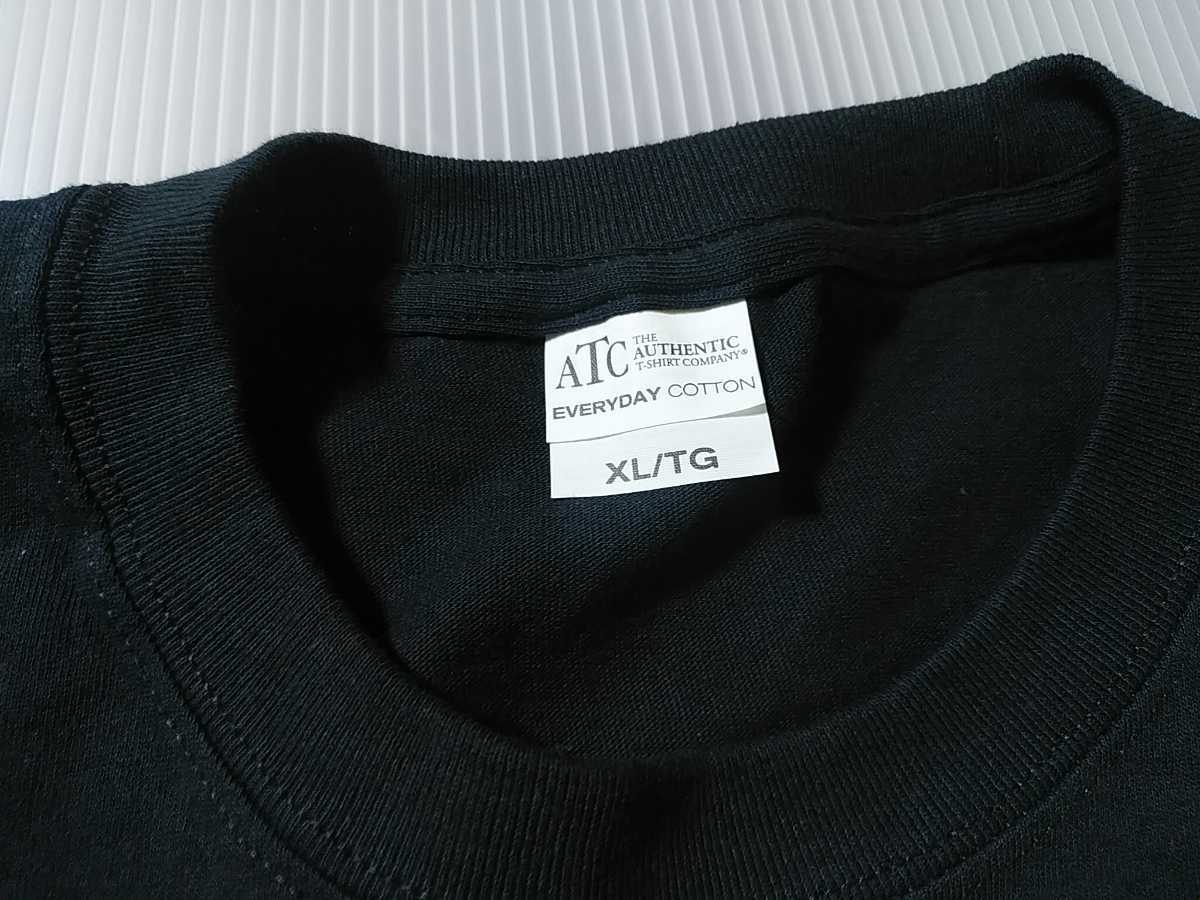 ATC THE
AUTHENTIC
T-SHIRT COMPANY®
EVERYDAY COTTON
XL/TG